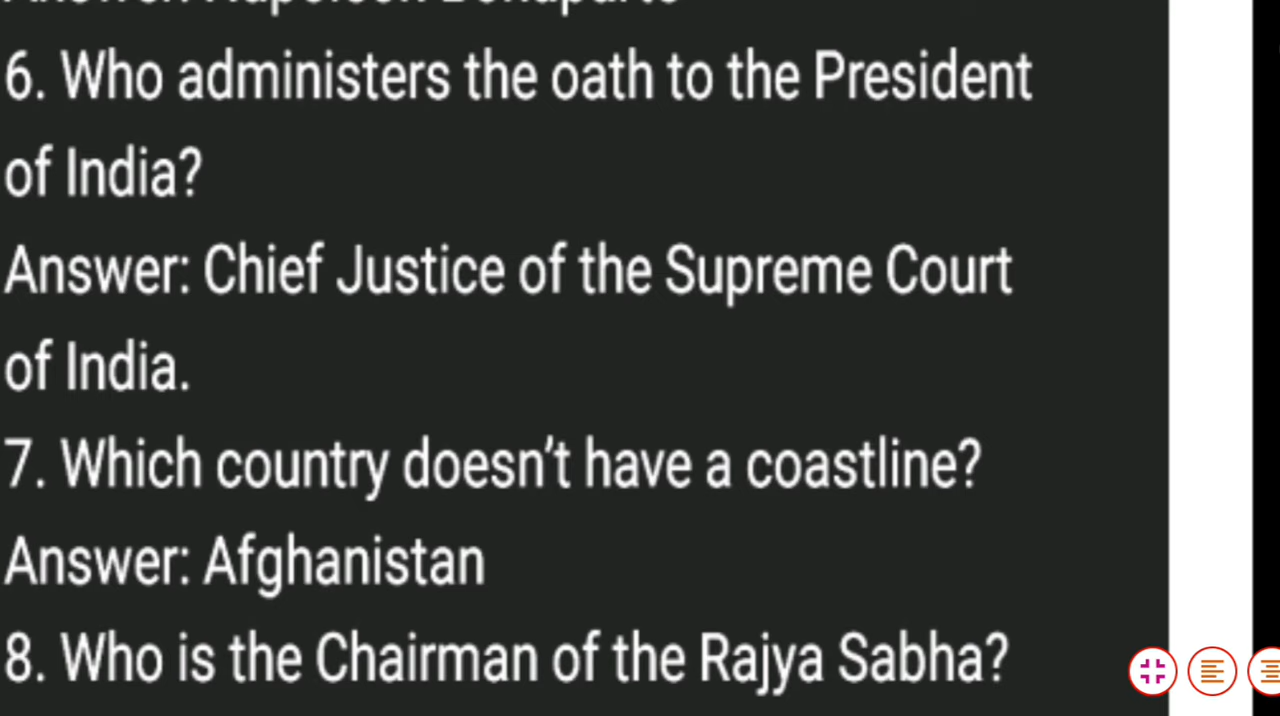 6. Who administers the oath to the President
of India?
Answer: Chief Justice of the Supreme Court
of India.
7. Which country doesn’t have a coastline?
Answer: Afghanistan
8. Who is the Chairman of the Rajya Sabha?